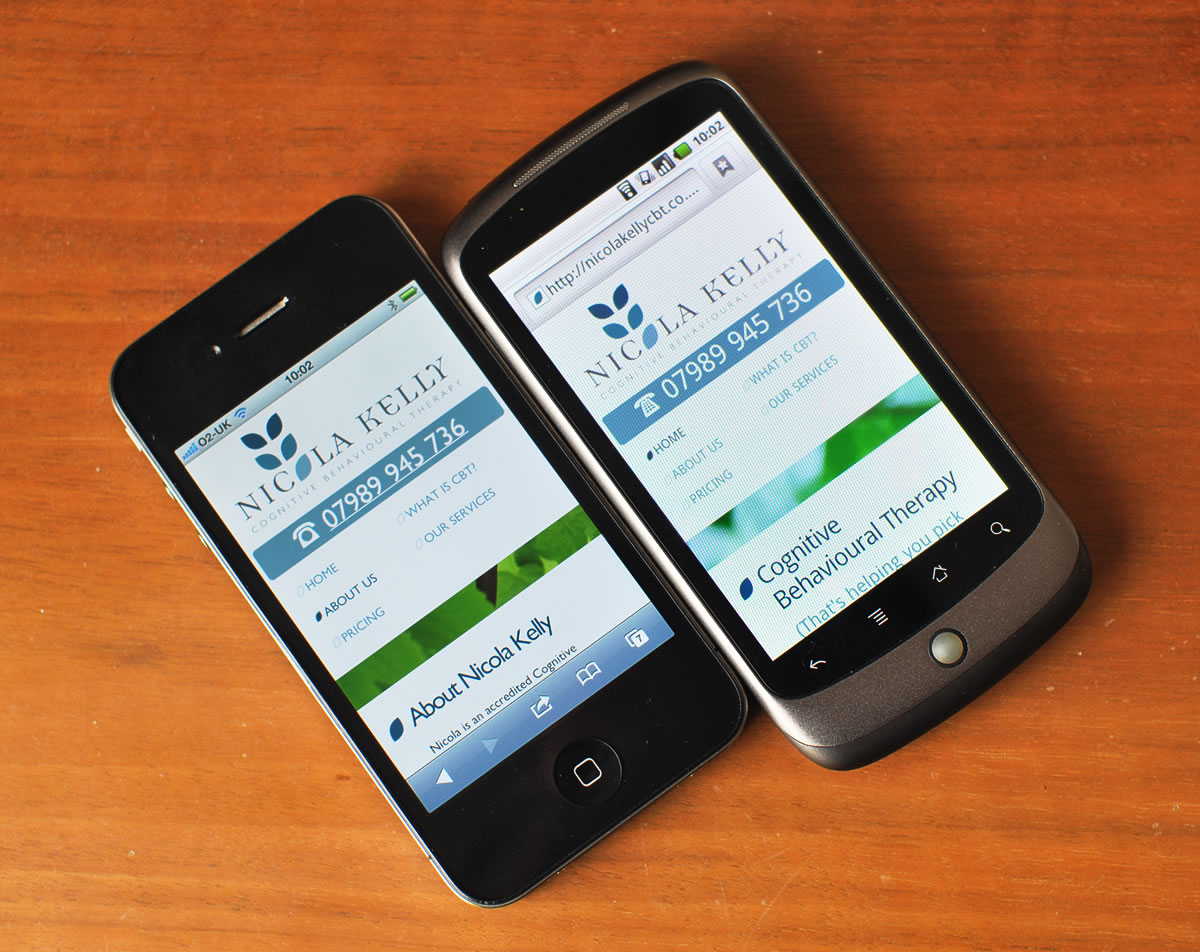 O2-UK 10:02
NICOLA KELLY
COGNITIVE BEHAVIOURAL THERAPY
07989 945 736
HOME
WHAT IS CBT?
ABOUT US
OUR SERVICES
PRICING
About Nicola Kelly
Nicola is an accredited Cognitive
7
10:02
http://nicolakellycbt.co....
NICOLA KELLY
COGNITIVE BEHAVIOURAL THERAPY
07989 945 736
HOME
WHAT IS CBT?
ABOUT US
OUR SERVICES
PRICING
Cognitive
Behavioural Therapy
(That's helping you pick